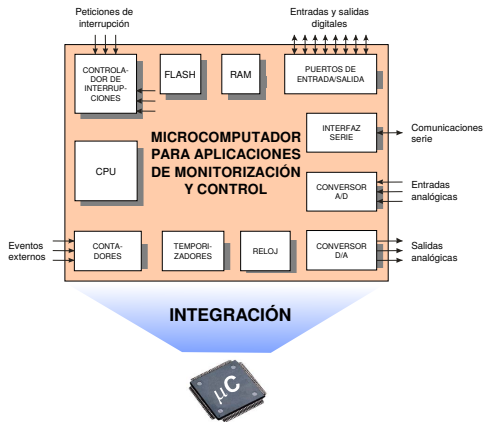 Peticiones de
interrupción
Entradas y salidas
digitales
CONTROLA-
DOR DE
INTERRUP-
CIONES
FLASH
RAM
PUERTOS DE
ENTRADA/SALIDA
MICROCOMPUTADOR
PARA APLICACIONES
DE MONITORIZACIÓN
Y CONTROL
INTERFAZ
SERIE
Comunicaciones
serie
CPU
CONVERSOR
A/D
Entradas
analógicas
Eventos
externos
CONTA-
DORES
TEMPORI-
ZADORES
RELOJ
CONVERSOR
D/A
Salidas
analógicas
INTEGRACIÓN
μC